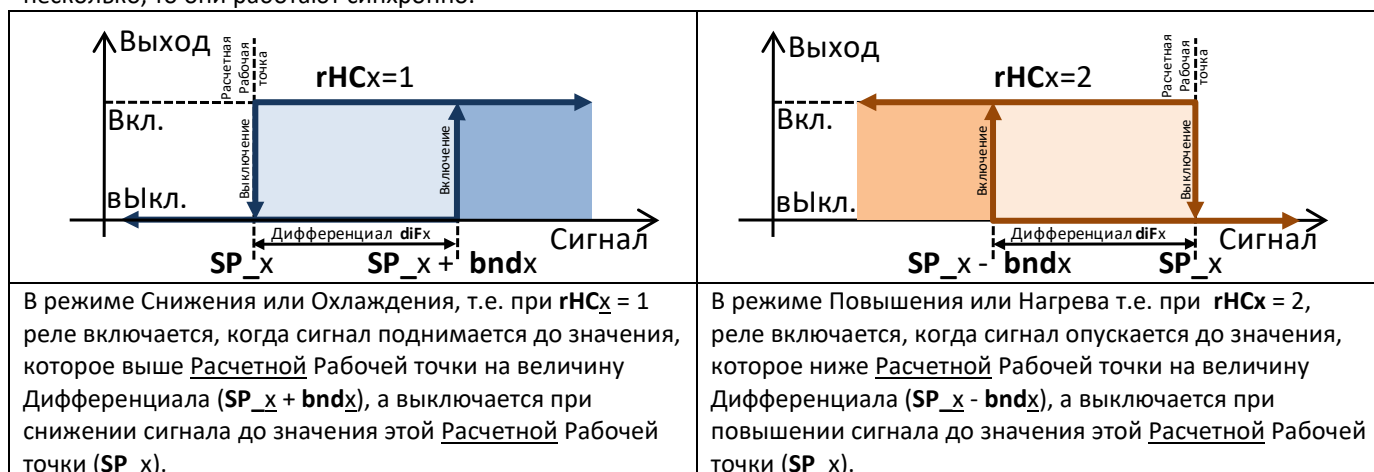 Выход
Расчетная
Рабочая
точка
rHCx=1
Вкл.
Выключение
Включение
вЫкл.
Дифференциал diFx
Сигнал
SP_x
SP_x + bndx
Выход
Расчетная
Рабочая
точка
rHCx=2
Вкл.
Включение
Выключение
вЫкл.
Дифференциал diFx
Сигнал
SP_x - bndx
SP_x
В режиме Снижения или Охлаждения, т.е. при rHCx = 1
реле включается, когда сигнал поднимается до значения,
которое выше Расчетной Рабочей точки на величину
Дифференциала (SP_x + bndx), а выключается при
снижении сигнала до значения этой Расчетной Рабочей
точки (SP_x).
В режиме Повышения или Нагрева т.е. при rHCx = 2,
реле включается, когда сигнал опускается до значения,
которое ниже Расчетной Рабочей точки на величину
Дифференциала (SP_x - bndx), а выключается при
повышении сигнала до значения этой Расчетной Рабочей
точки (SP_x).